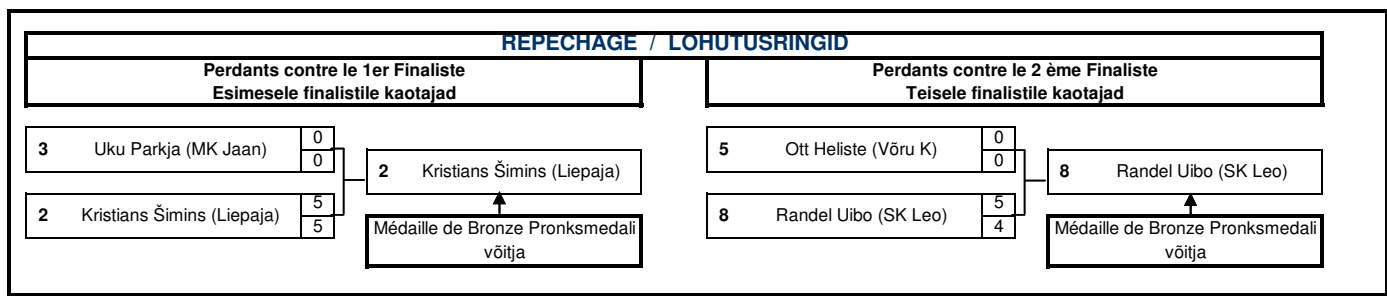 REPECHAGE / LOHUTUSRINGID
Perdants contre le 1er Finaliste
Esimesele finalistile kaotajad
Perdants contre le 2 ème Finaliste
Teisele finalistile kaotajad
3 Uku Parkja (MK Jaan) 0
0
2 Kristians Šimins (Liepaja)
2 Kristians Šimins (Liepaja) 5
5
Médaille de Bronze Pronksmedali
võitja
5 Ott Heliste (Võru K) 0
0
8 Randel Uibo (SK Leo)
8 Randel Uibo (SK Leo) 5
4
Médaille de Bronze Pronksmedali
võitja